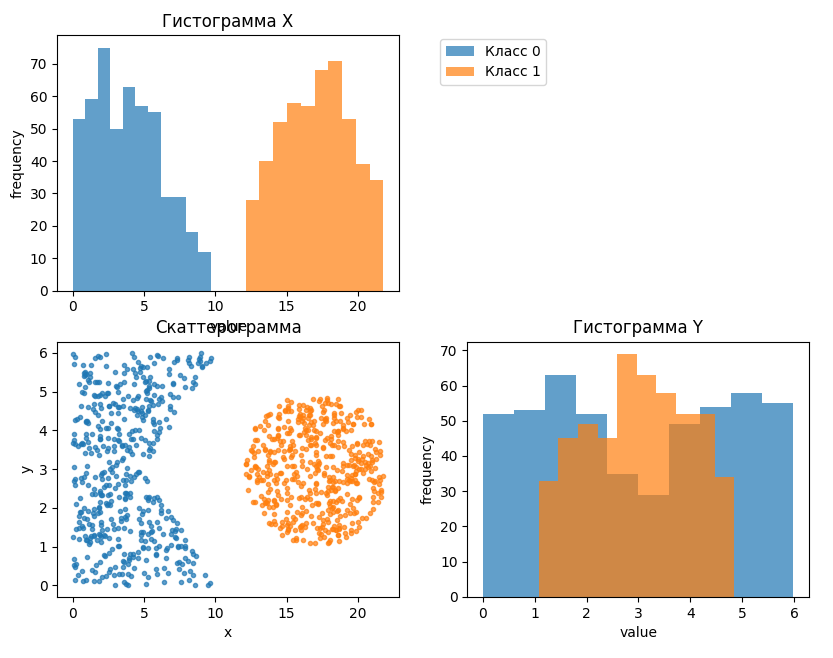 Гистограмма X
frequency
70
60
50
40
30
20
10
0
0 5 10 15 20
value
Класс 0
Класс 1
Скаттерограмма
y
6
5
4
3
2
1
0
0 5 10 15 20
x
Гистограмма Y
frequency
70
60
50
40
30
20
10
0
0 1 2 3 4 5 6
value